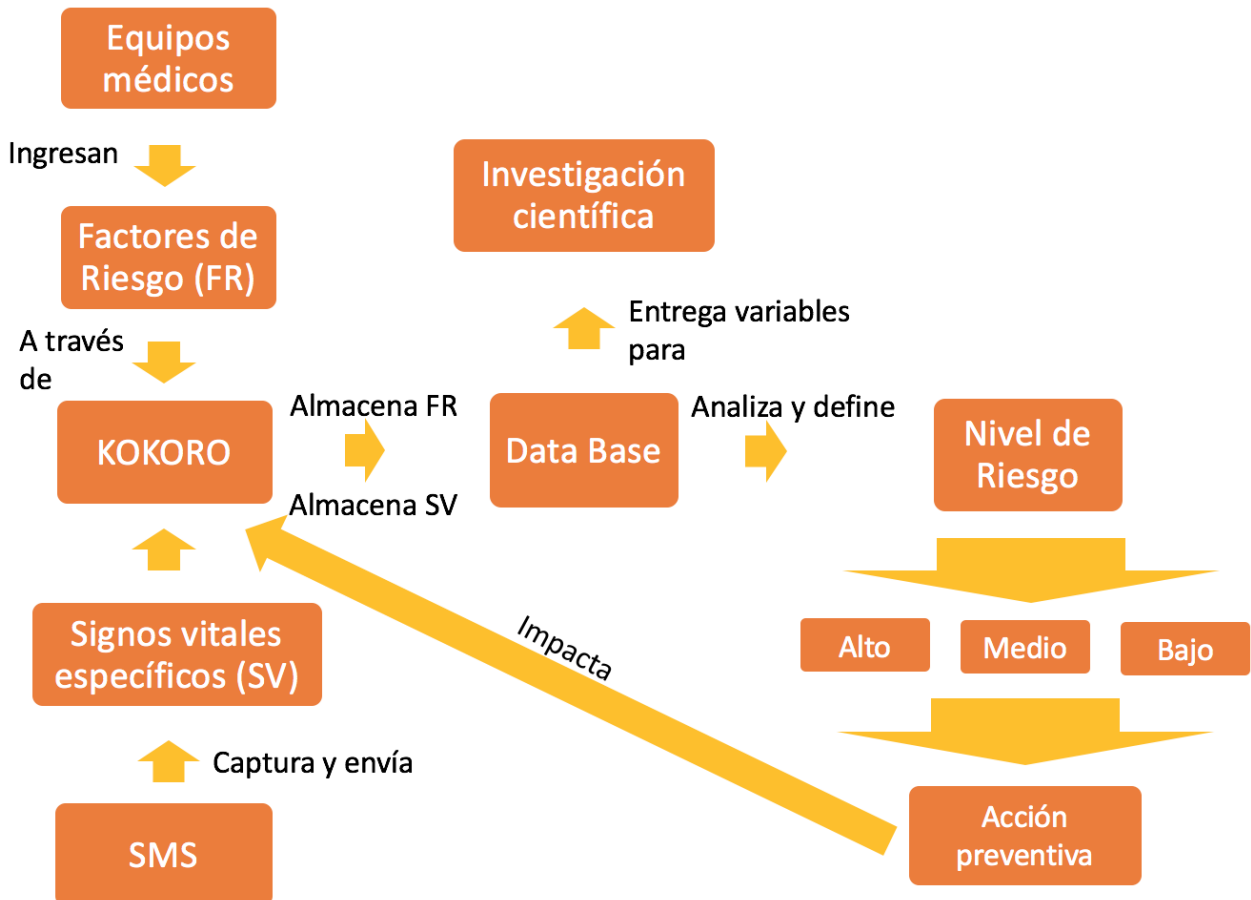 Equipos
médicos
Ingresan
Investigación
científica
Factores de
Riesgo (FR)
Entrega variables
para
A través
de
Almacena FR
Analiza y define
KOKORO
Data Base
Nivel de
Riesgo
Almacena SV
Signos vitales
específicos (SV)
Impacta
Alto
Medio
Bajo
Captura y envía
SMS
Acción
preventiva